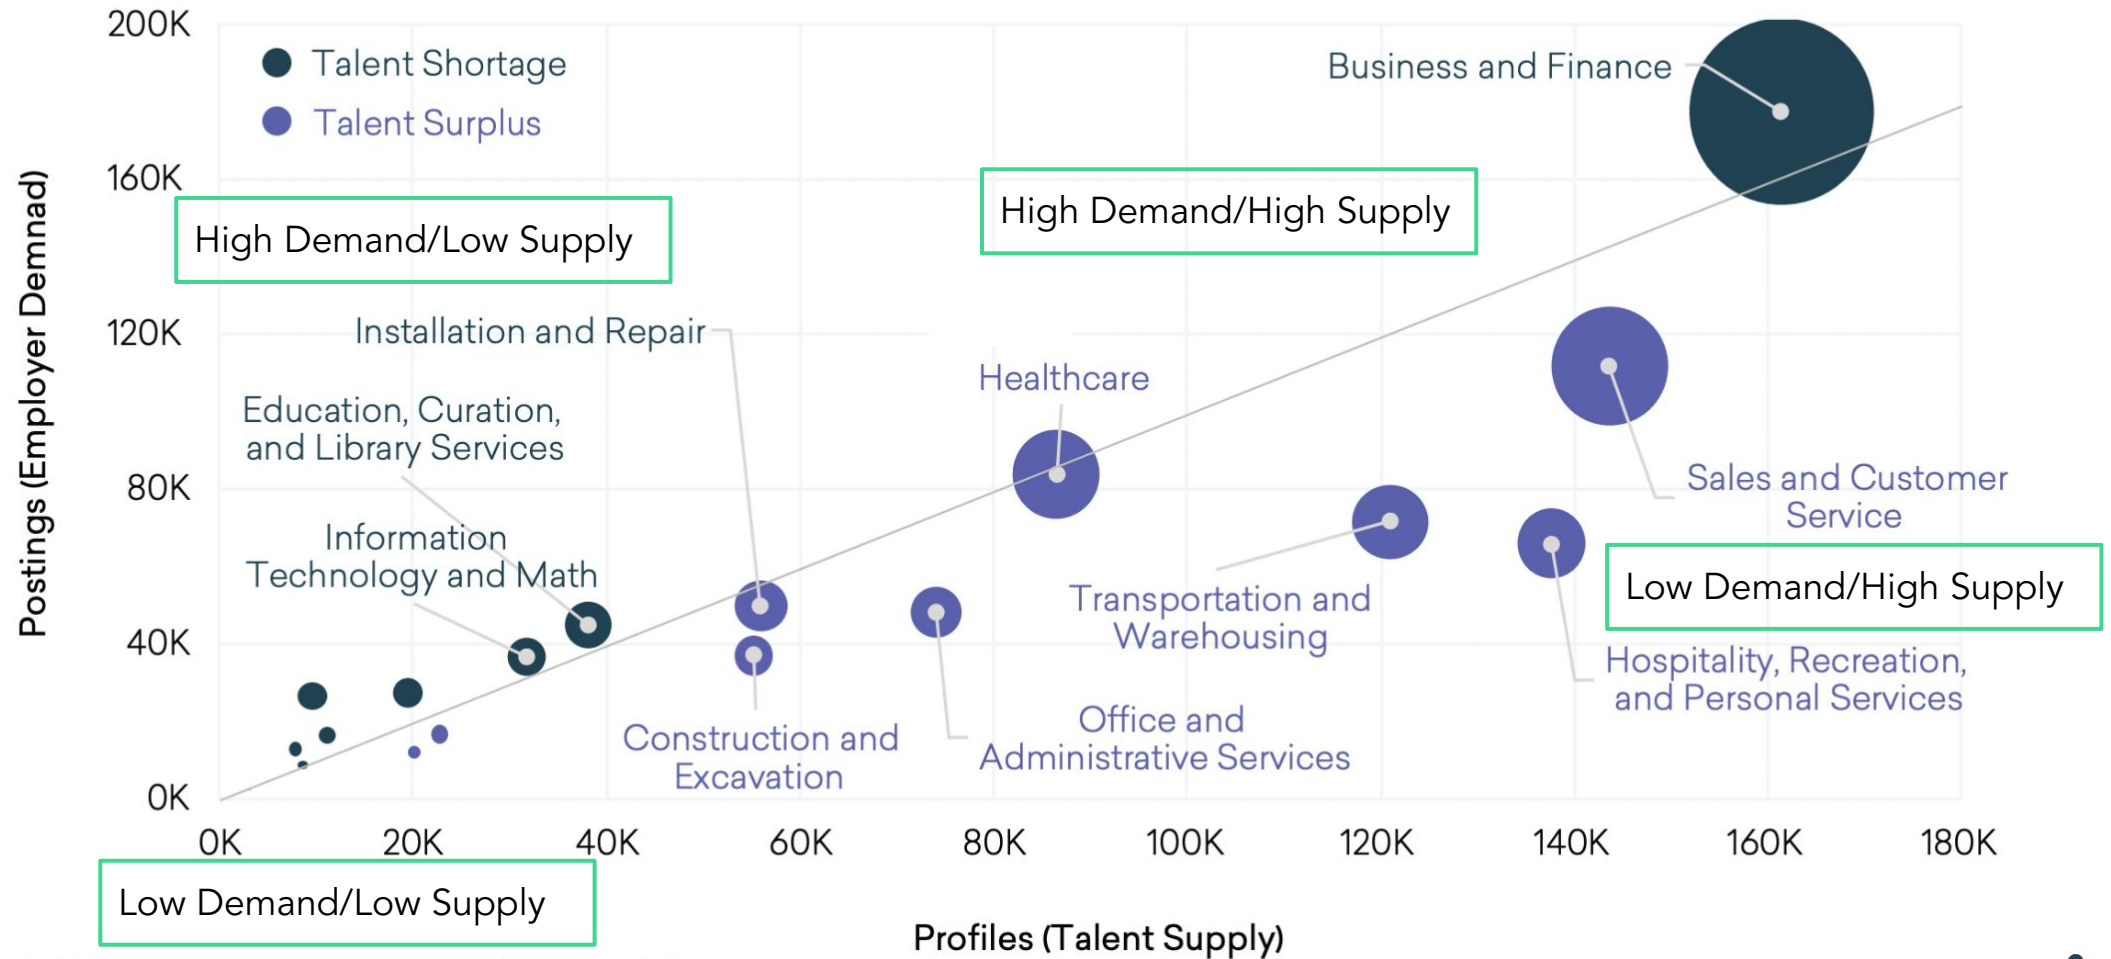 200K
Talent Shortage
Business and Finance
Talent Surplus
160K
High Demand/Low Supply
High Demand/High Supply
Postings (Employer Demnad)
120K
Installation and Repair
Healthcare
Education, Curation,
and Library Services
80K
Sales and Customer
Service
Information
Technology and Math
Low Demand/High Supply
Transportation and
Warehousing
40K
Hospitality, Recreation,
and Personal Services
Construction and
Excavation
Office and
Administrative Services
0K
0K 20K 40K 60K 80K 100K 120K 140K 160K 180K
Low Demand/Low Supply
Profiles (Talent Supply)